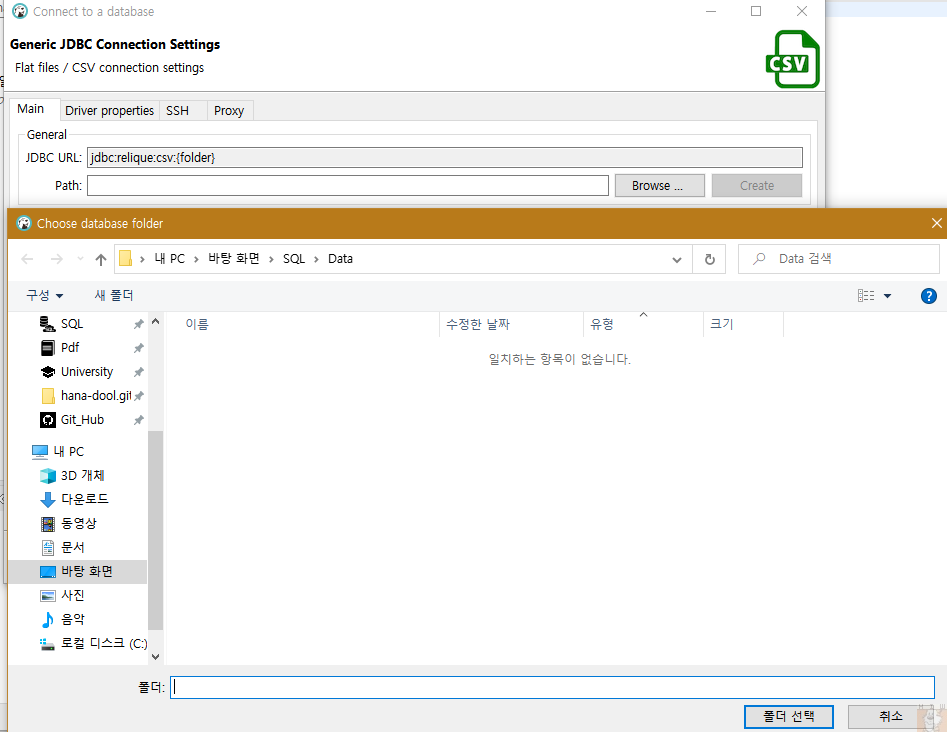 Connect to a database
Generic JDBC Connection Settings
Flat files / CSV connection settings
CSV
Main Driver properties SSH Proxy
General
JDBC URL: jdbc:relique:csv:{folder}
Path: Browse ... Create
Choose database folder
내 PC › 바탕 화면 › SQL › Data
Data 검색
구성 새 폴더
이름 수정한 날짜 유형 크기
일치하는 항목이 없습니다.
SQL
Pdf
University
hana-dool.git
Git_Hub
내 PC
3D 개체
다운로드
동영상
문서
바탕 화면
사진
음악
로컬 디스크 (C:)
폴더:
폴더 선택 취소